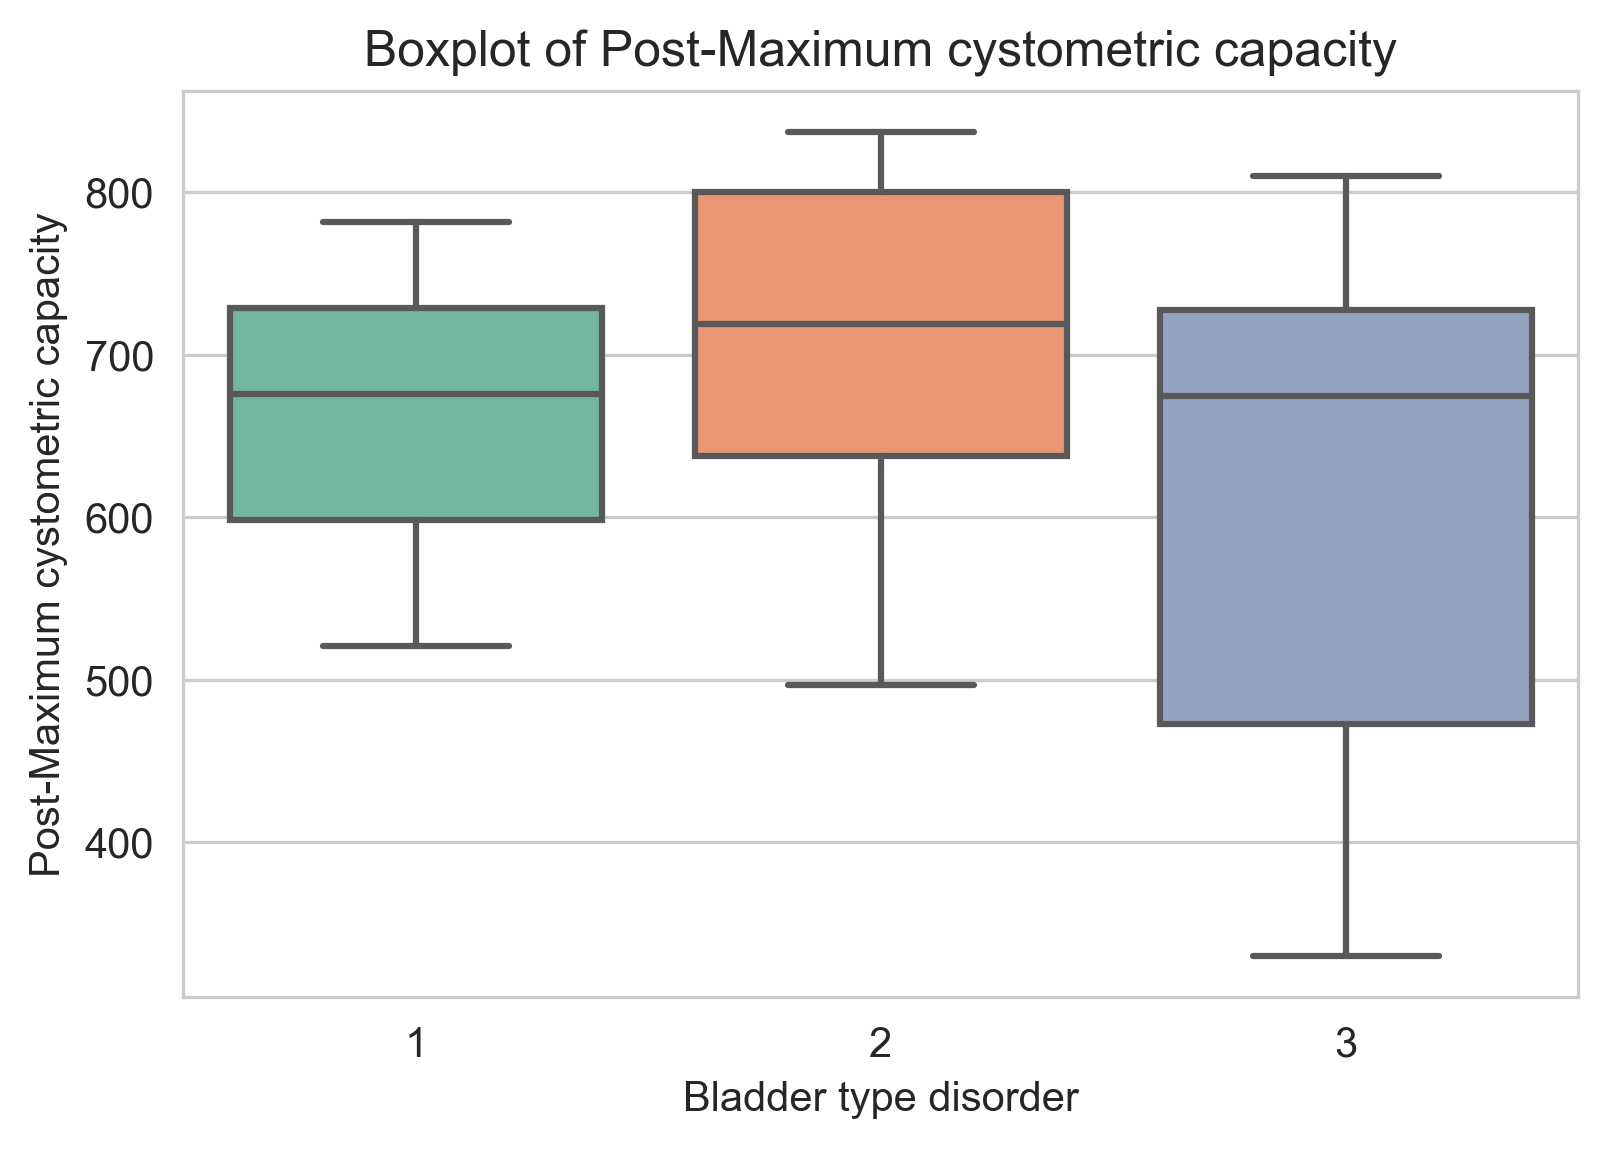 Boxplot of Post-Maximum cystometric capacity
Post-Maximum cystometric capacity
800
700
600
500
400
1
2
3
Bladder type disorder